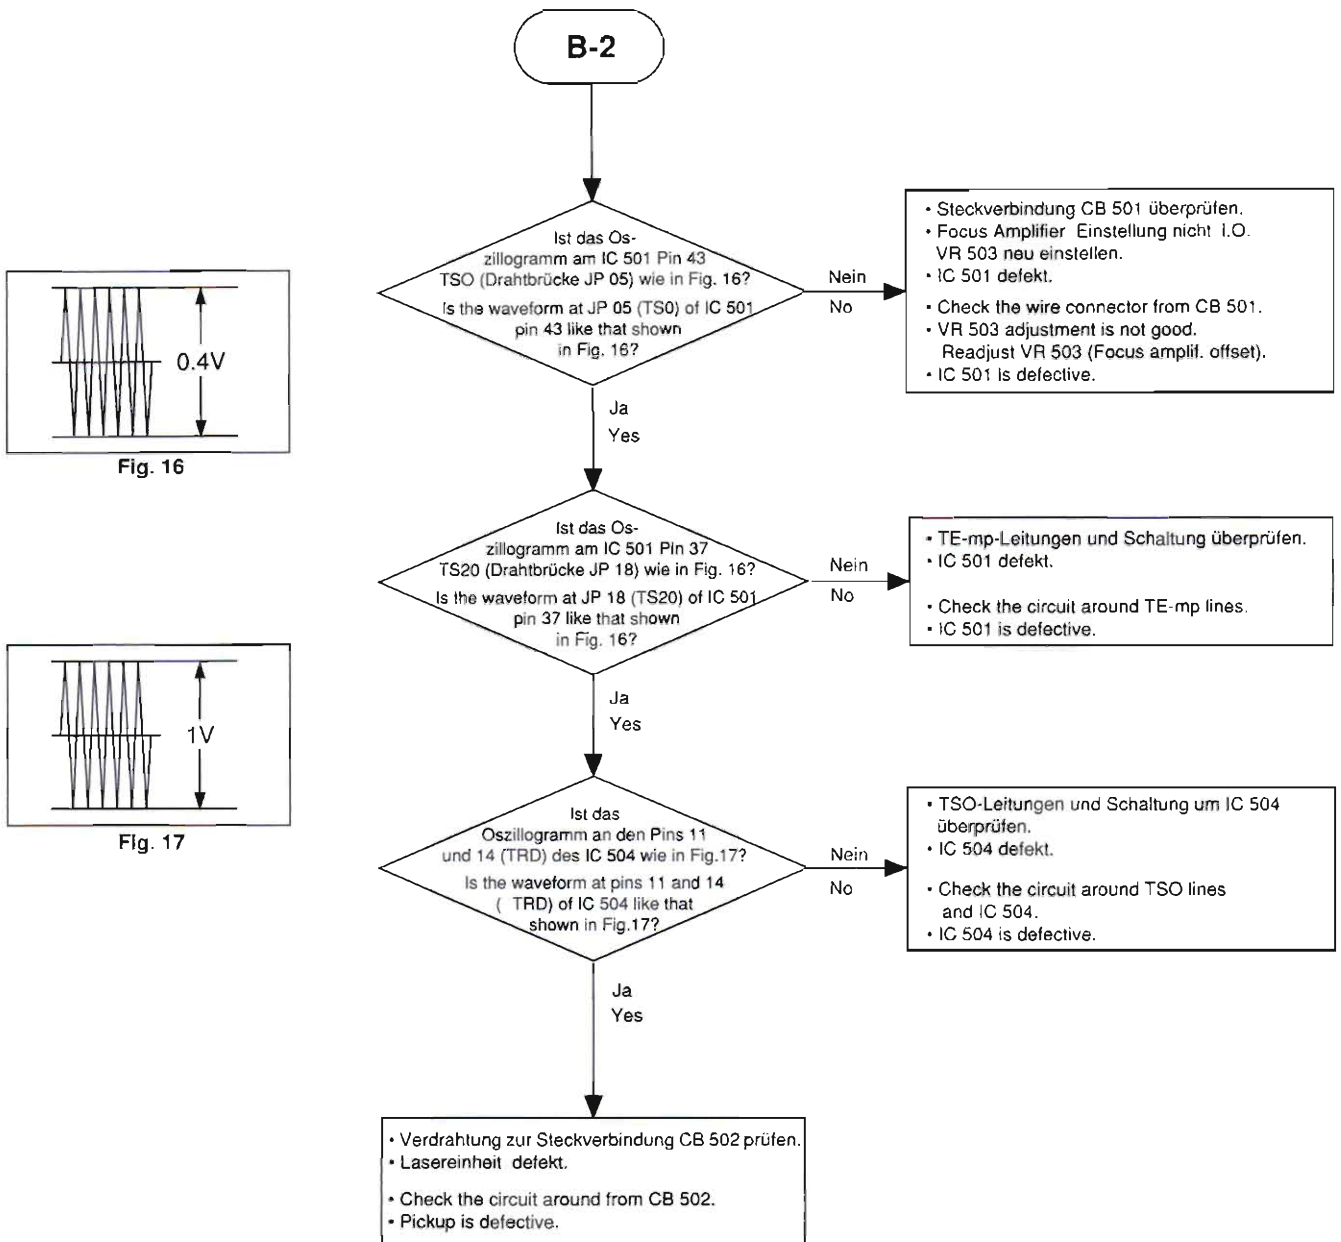 B-2
Ist das Os-
zillogramm am IC 501 Pin 43
TSO (Drahtbrücke JP 05) wie in Fig. 16?
Is the waveform at JP 05 (TS0) of IC 501
pin 43 like that shown
in Fig. 16?
Nein
No
• Steckverbindung CB 501 überprüfen.
• Focus Amplifier Einstellung nicht I.O.
VR 503 neu einstellen.
• IC 501 defekt.
• Check the wire connector from CB 501.
• VR 503 adjustment is not good.
Readjust VR 503 (Focus amplif. offset).
• IC 501 is defective.
0.4V
Fig. 16
Ja
Yes
Ist das Os-
zillogramm am IC 501 Pin 37
TS20 (Drahtbrücke JP 18) wie in Fig. 16?
Is the waveform at JP 18 (TS20) of IC 501
pin 37 like that shown
in Fig. 16?
Nein
No
• TE-mp-Leitungen und Schaltung überprüfen.
• IC 501 defekt.
• Check the circuit around TE-mp lines.
• IC 501 is defective.
1V
Fig. 17
Ja
Yes
Ist das
Oszillogramm an den Pins 11
und 14 (TRD) des IC 504 wie in Fig.17?
Is the waveform at pins 11 and 14
( TRD) of IC 504 like that
shown in Fig.17?
Nein
No
• TSO-Leitungen und Schaltung um IC 504
überprüfen.
• IC 504 defekt.
• Check the circuit around TSO lines
and IC 504.
• IC 504 is defective.
Ja
Yes
• Verdrahtung zur Steckverbindung CB 502 prüfen.
• Lasereinheit defekt.
• Check the circuit around from CB 502.
• Pickup is defective.